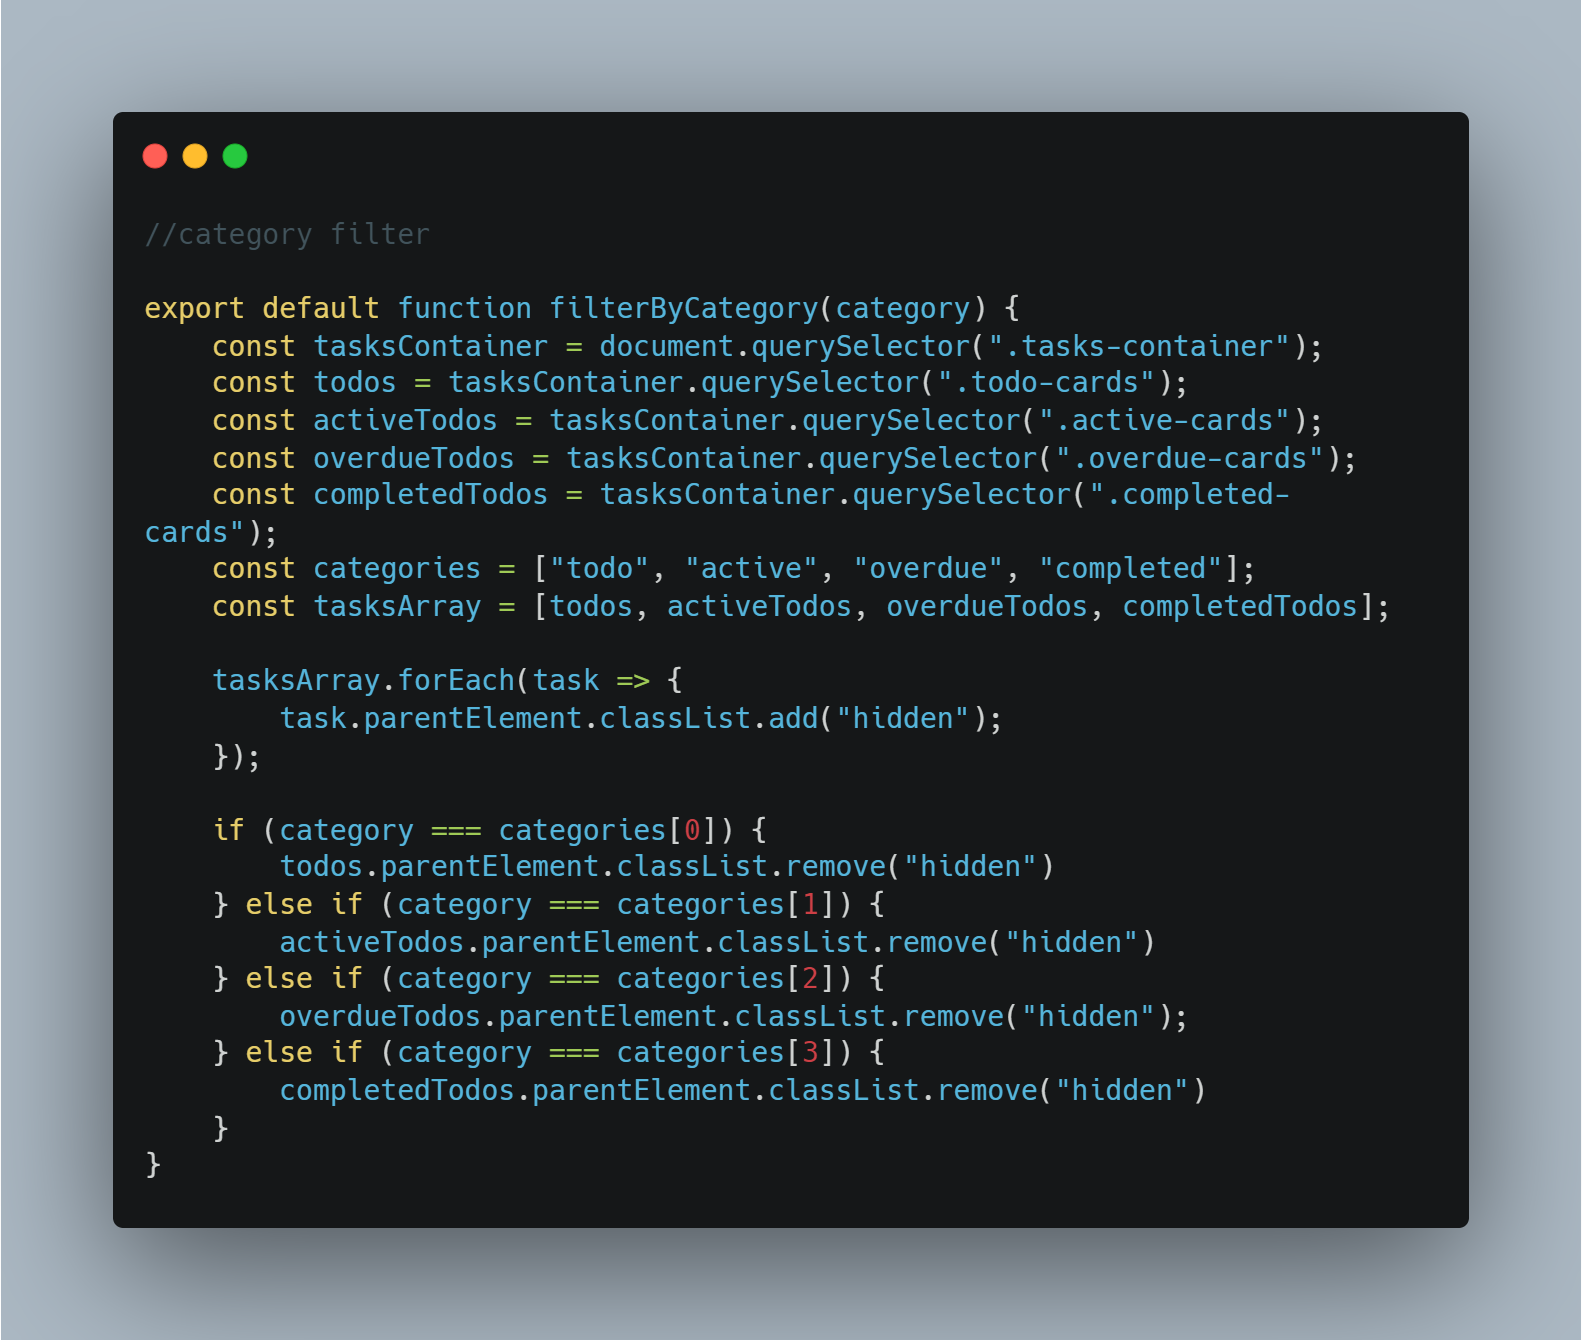 //category filter

export default function filterByCategory(category) {
    const tasksContainer = document.querySelector(".tasks-container");
    const todos = tasksContainer.querySelector(".todo-cards");
    const activeTodos = tasksContainer.querySelector(".active-cards");
    const overdueTodos = tasksContainer.querySelector(".overdue-cards");
    const completedTodos = tasksContainer.querySelector(".completed-
cards");
    const categories = ["todo", "active", "overdue", "completed"];
    const tasksArray = [todos, activeTodos, overdueTodos, completedTodos];

    tasksArray.forEach(task => {
        task.parentElement.classList.add("hidden");
    });

    if (category === categories[0]) {
        todos.parentElement.classList.remove("hidden")
    } else if (category === categories[1]) {
        activeTodos.parentElement.classList.remove("hidden")
    } else if (category === categories[2]) {
        overdueTodos.parentElement.classList.remove("hidden");
    } else if (category === categories[3]) {
        completedTodos.parentElement.classList.remove("hidden")
    }
}